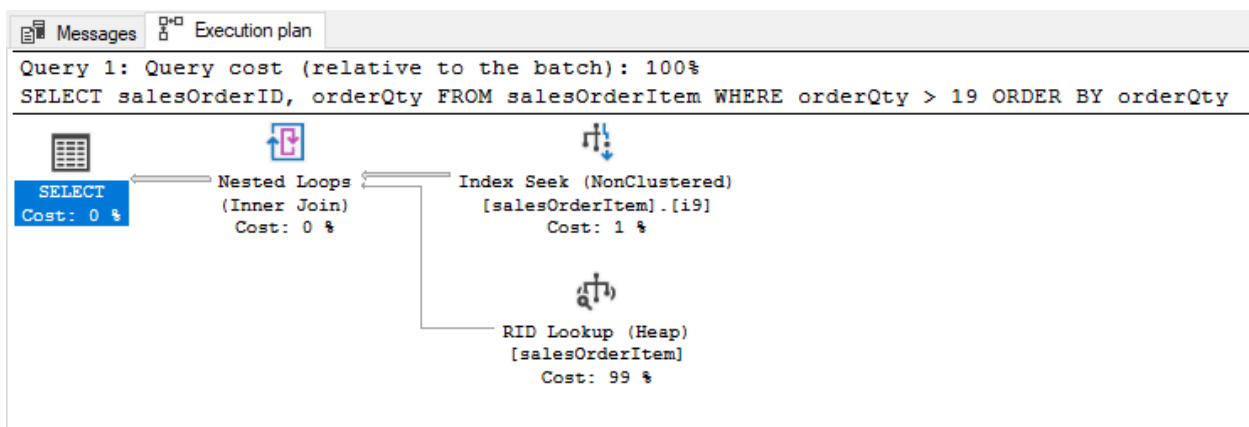 Messages
Execution plan
Query 1: Query cost (relative to the batch): 100%
SELECT salesOrderID, orderQty FROM salesOrderItem WHERE orderQty > 19 ORDER BY orderQty
SELECT
Cost: 0 %
Nested Loops
(Inner Join)
Cost: 0 %
Index Seek (NonClustered)
[salesOrderItem].[i9]
Cost: 1 %
RID Lookup (Heap)
[salesOrderItem]
Cost: 99 %